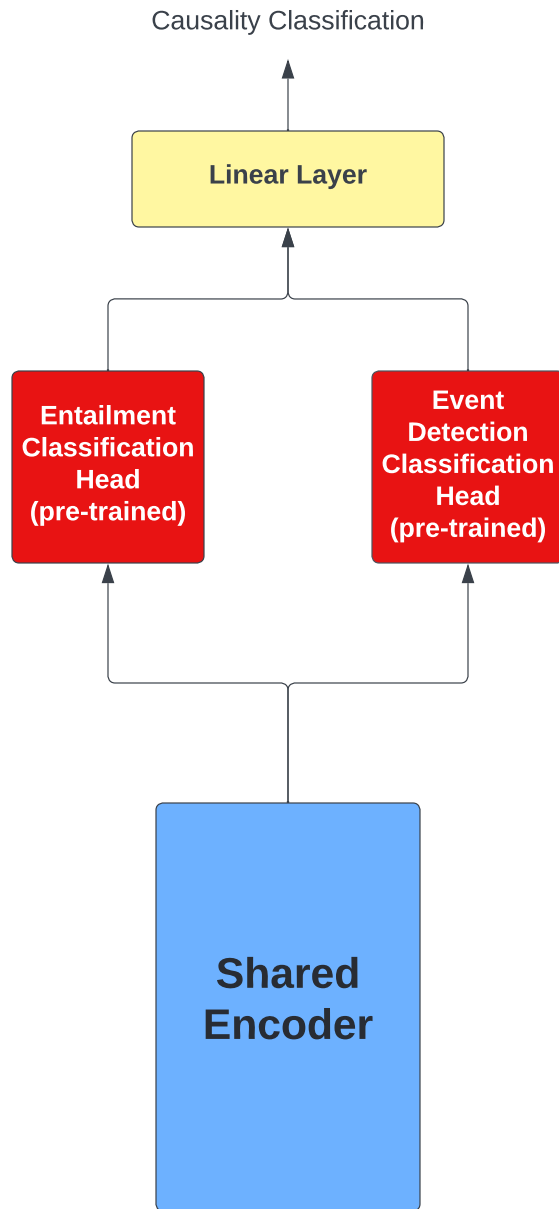 Causality Classification
Linear Layer
Entailment
Classification
Head
(pre-trained)
Event
Detection
Classification
Head
(pre-trained)
Shared
Encoder